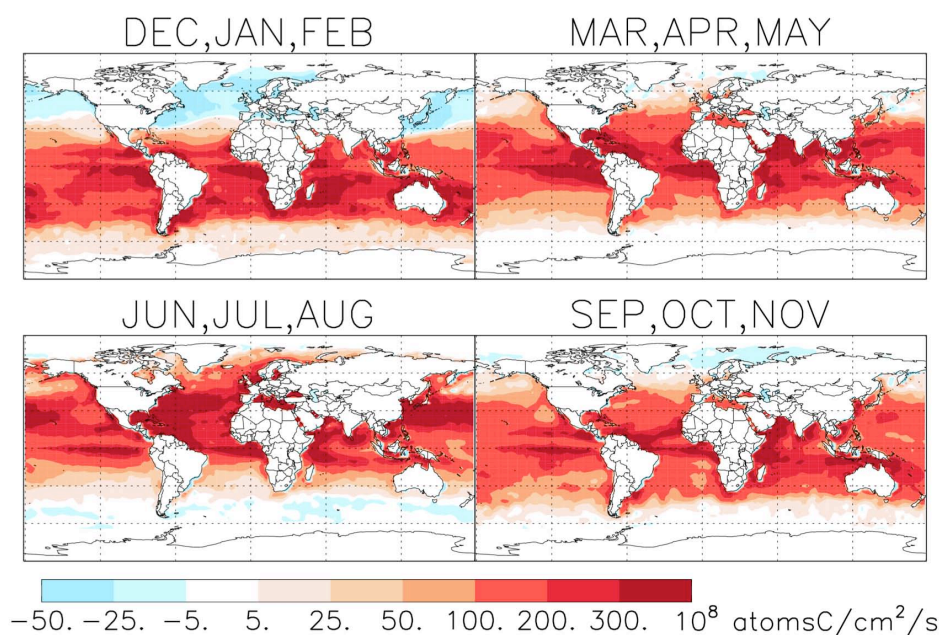 DEC,JAN,FEB
MAR,APR,MAY
JUN,JUL,AUG
SEP,OCT,NOV
−50. −25. −5. 5. 25. 50. 100. 200. 300. 10⁸ atomsC/cm²/s